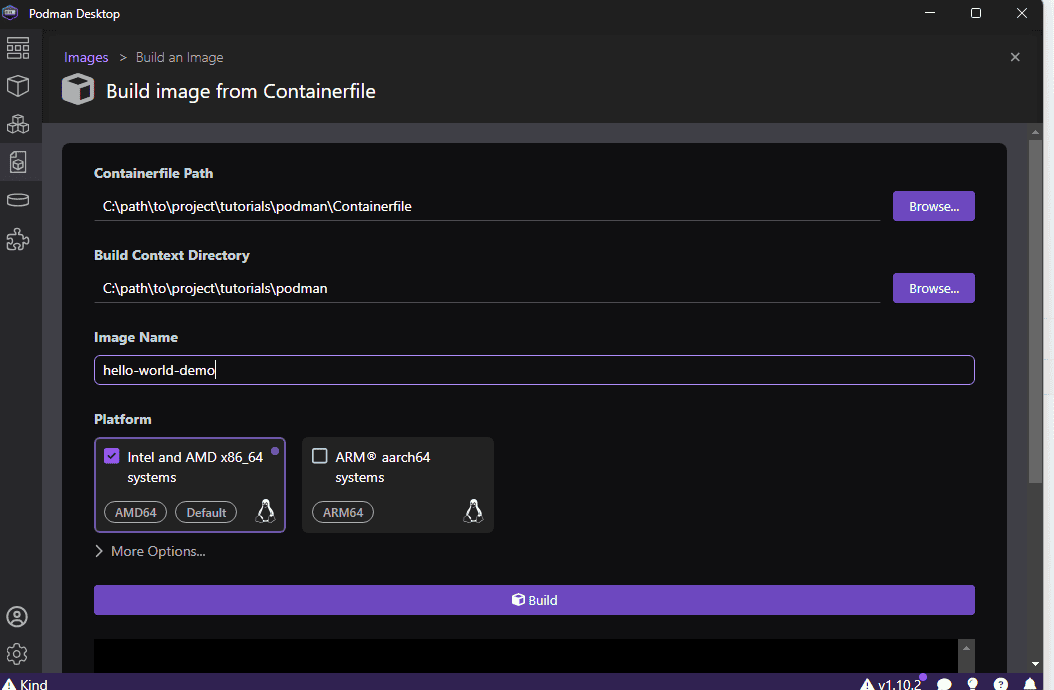 Podman Desktop
Images > Build an Image
Build image from Containerfile
Containerfile Path
C:\path\to\project\tutorials\podman\Containerfile
Browse...
Build Context Directory
C:\path\to\project\tutorials\podman
Browse...
Image Name
hello-world-demo
Platform
Intel and AMD x86_64
systems
AMD64 Default
ARM® aarch64
systems
ARM64
More Options...
Build
Kind
v1.10.2